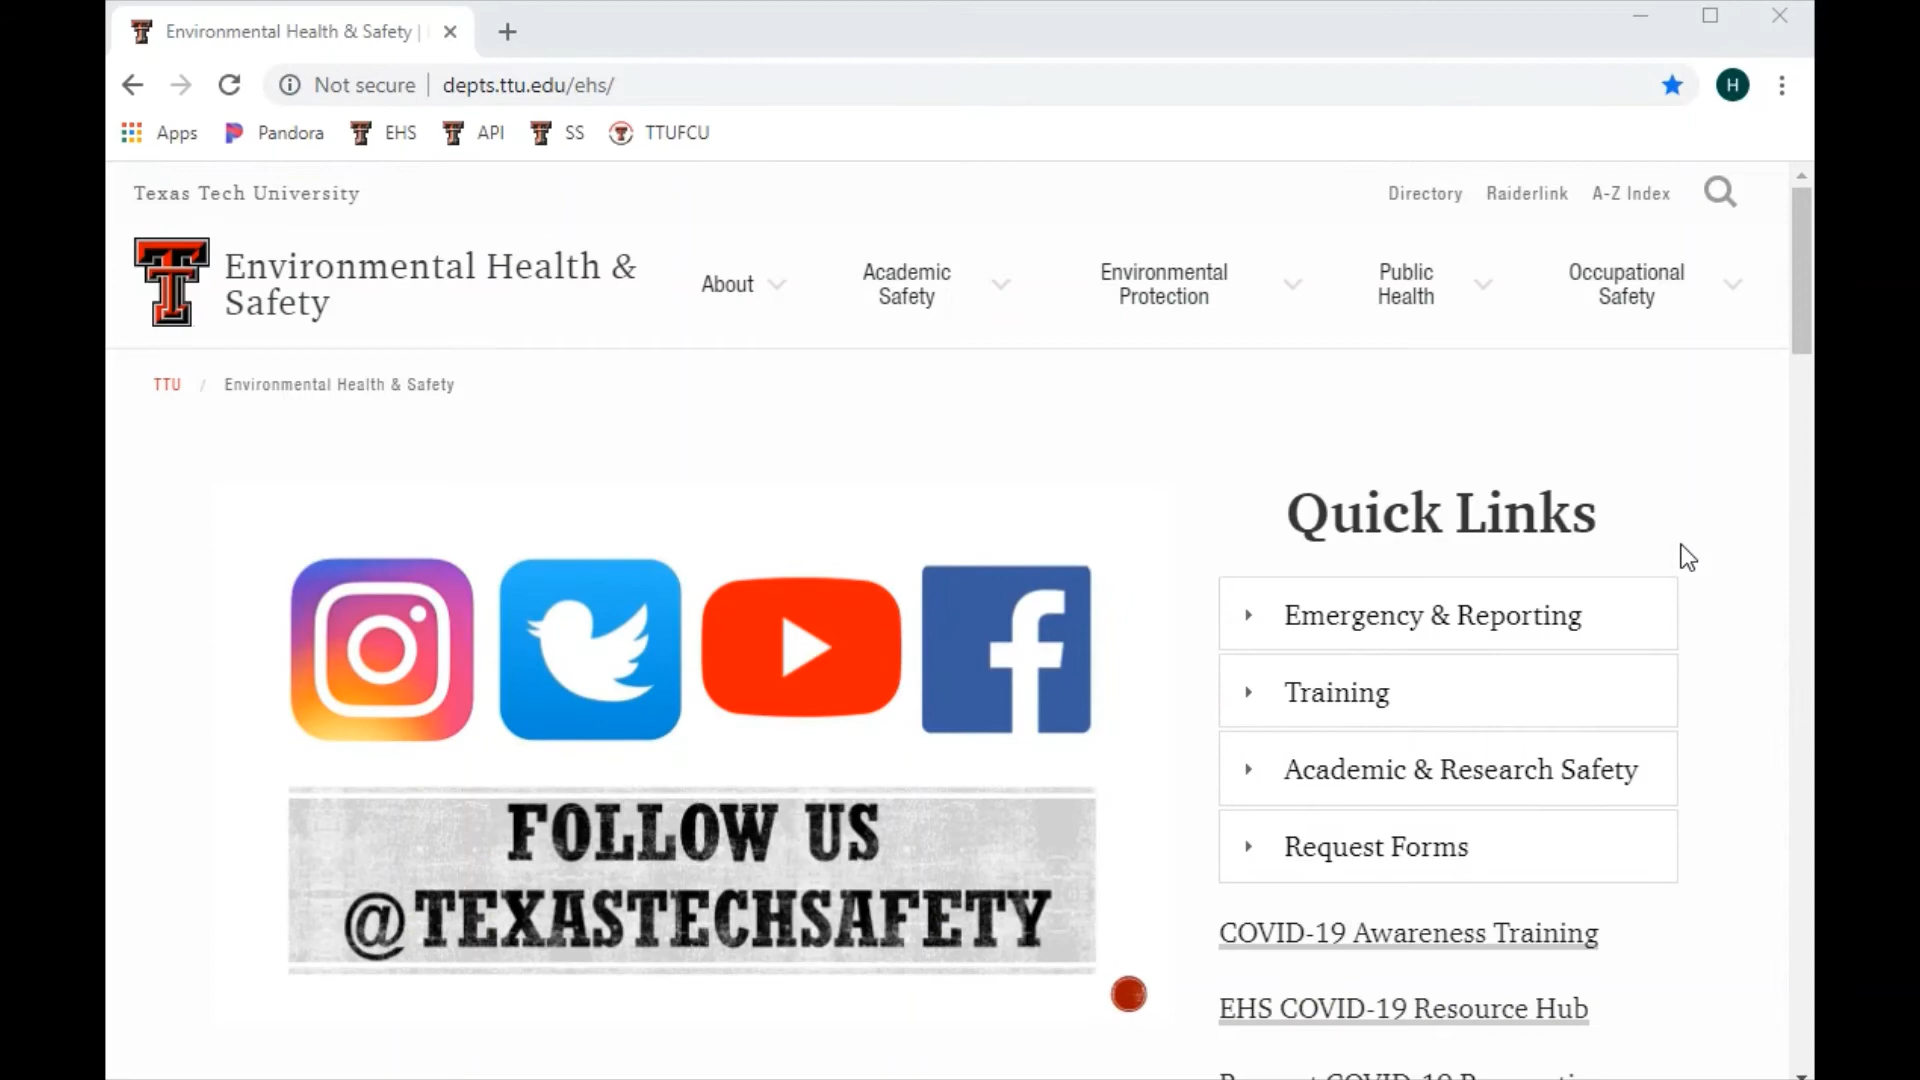 Environmental Health & Safety |
Not secure | depts.ttu.edu/ehs/
H
Apps Pandora EHS API SS TTUFCU
Texas Tech University
Directory Raiderlink A-Z Index
Environmental Health &
Safety
About
Academic
Safety
Environmental
Protection
Public
Health
Occupational
Safety
TTU / Environmental Health & Safety
Quick Links
Emergency & Reporting
Training
Academic & Research Safety
Request Forms
FOLLOW US
@TEXASTECHSAFETY
COVID-19 Awareness Training
EHS COVID-19 Resource Hub